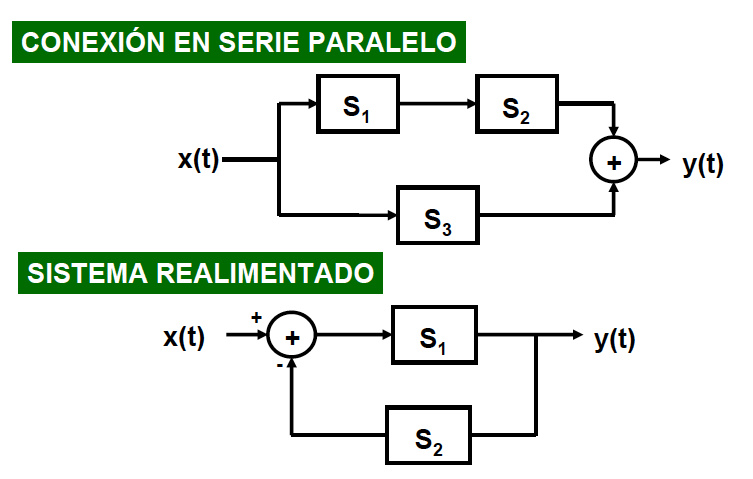 CONEXIÓN EN SERIE PARALELO
S1
S2
x(t)
+
y(t)
S3
SISTEMA REALIMENTADO
+
x(t)
+
S1
y(t)
-
S2